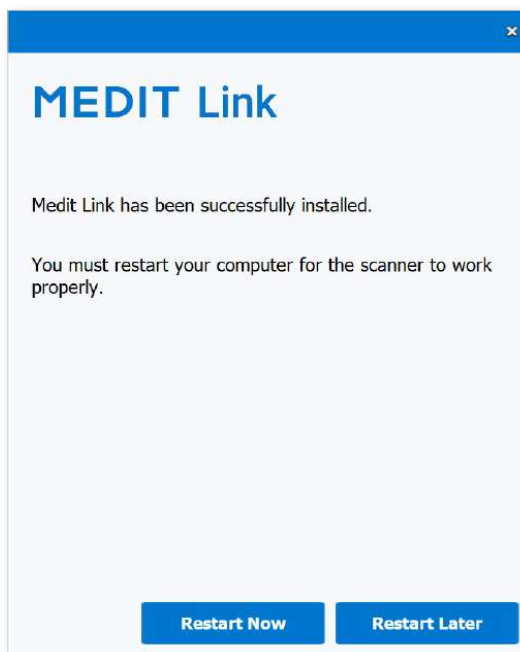 MEDIT Link
Medit Link has been successfully installed.
You must restart your computer for the scanner to work
properly.
Restart Now
Restart Later